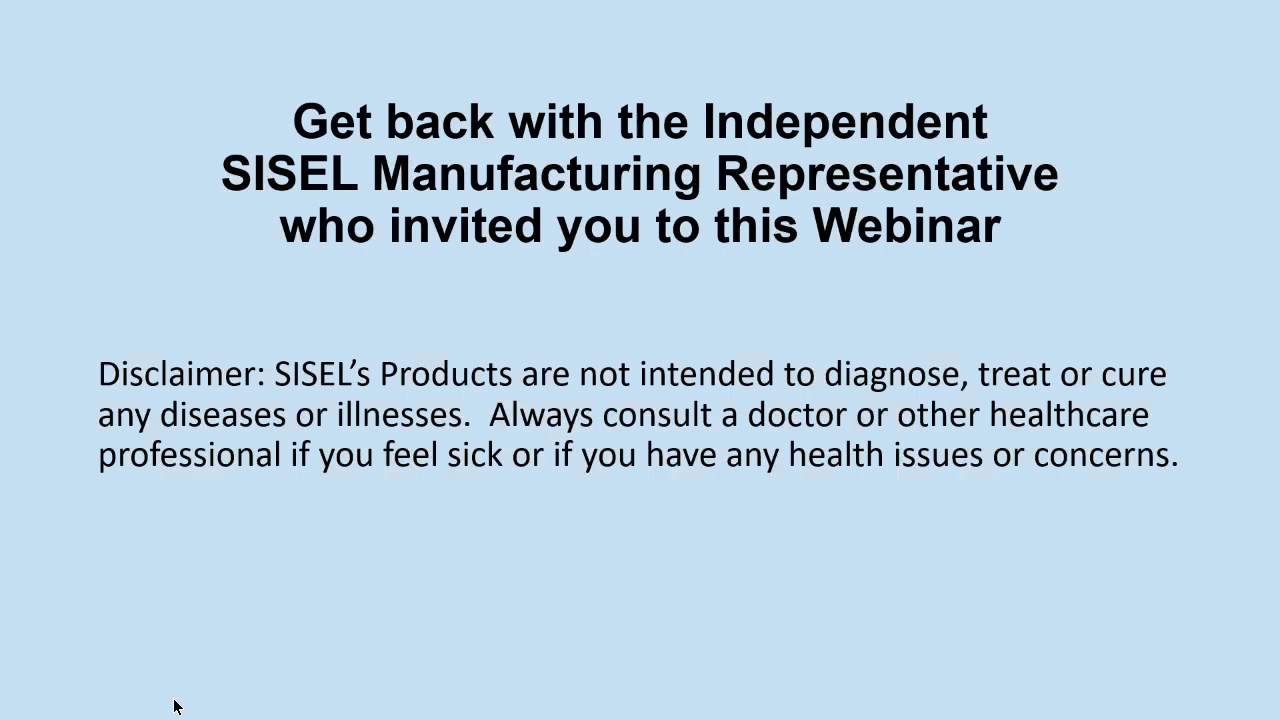 Get back with the Independent
SISEL Manufacturing Representative
who invited you to this Webinar
Disclaimer: SISEL’s Products are not intended to diagnose, treat or cure
any diseases or illnesses.  Always consult a doctor or other healthcare
professional if you feel sick or if you have any health issues or concerns.